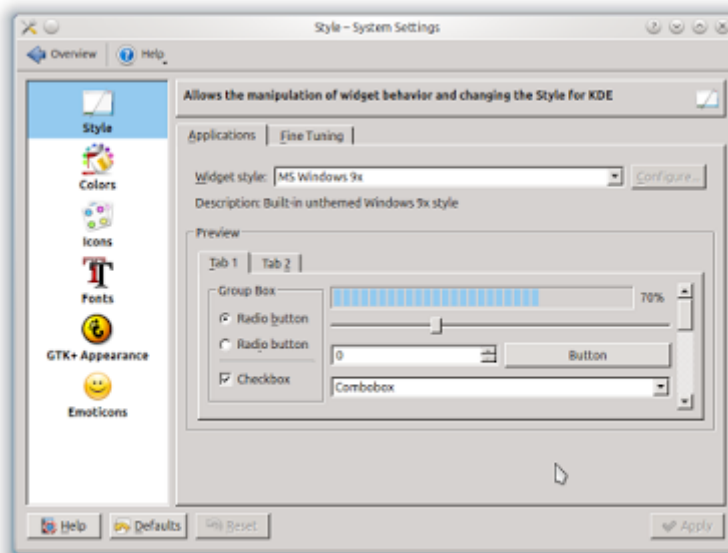 Style – System Settings
Overview
Help
Style
Colors
Icons
Fonts
GTK+ Appearance
Emoticons
Allows the manipulation of widget behavior and changing the Style for KDE
Applications
Fine Tuning
Widget style: MS Windows 9x
Configure...
Description: Built-in unthemed Windows 9x style
Preview
Tab 1
Tab 2
Group Box
Radio button
Radio button
Checkbox
70%
0
Button
Combobox
Help
Defaults
Reset
Apply